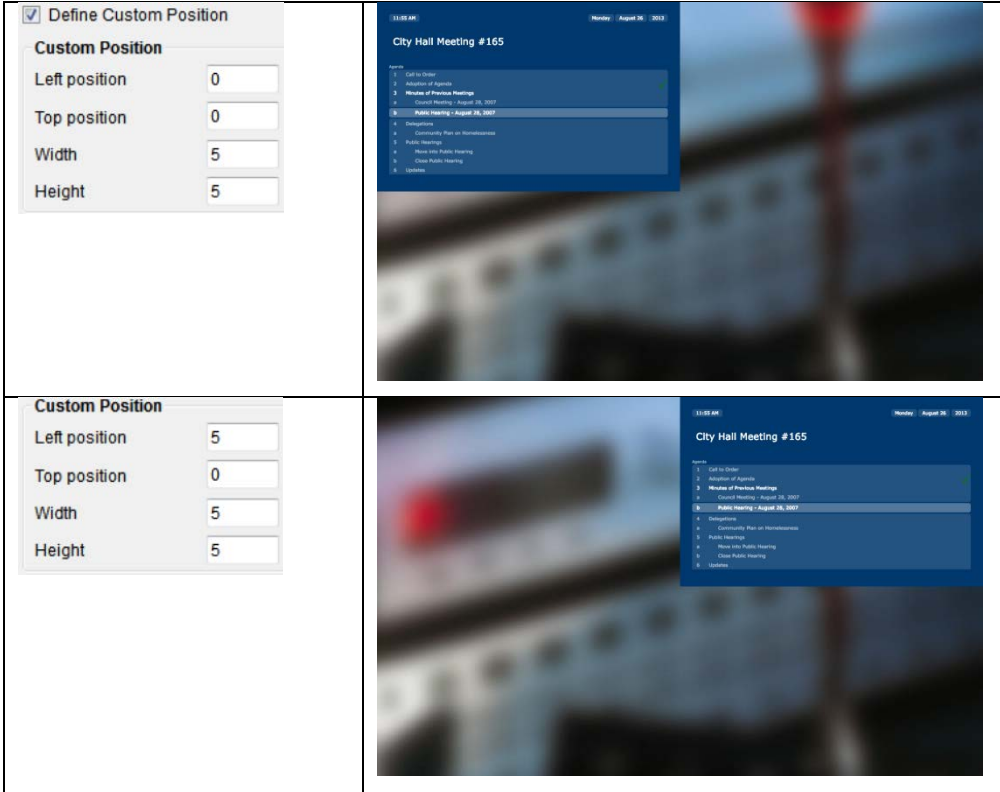 Define Custom Position
Custom Position
Left position 0
Top position 0
Width 5
Height 5
11:55 AM Monday August 26 2013
City Hall Meeting #165
Agenda
1 Call to Order
2 Adoption of Agenda
3 Minutes of Previous Meetings
a Council Meeting - August 28, 2007
b Public Hearing - August 28, 2007
4 Delegations
a Community Plan on Homelessness
5 Public Hearings
a Move into Public Hearing
b Close Public Hearing
6 Updates
Custom Position
Left position 5
Top position 0
Width 5
Height 5
11:55 AM Monday August 26 2013
City Hall Meeting #165
Agenda
1 Call to Order
2 Adoption of Agenda
3 Minutes of Previous Meetings
a Council Meeting - August 28, 2007
b Public Hearing - August 28, 2007
4 Delegations
a Community Plan on Homelessness
5 Public Hearings
a Move into Public Hearing
b Close Public Hearing
6 Updates